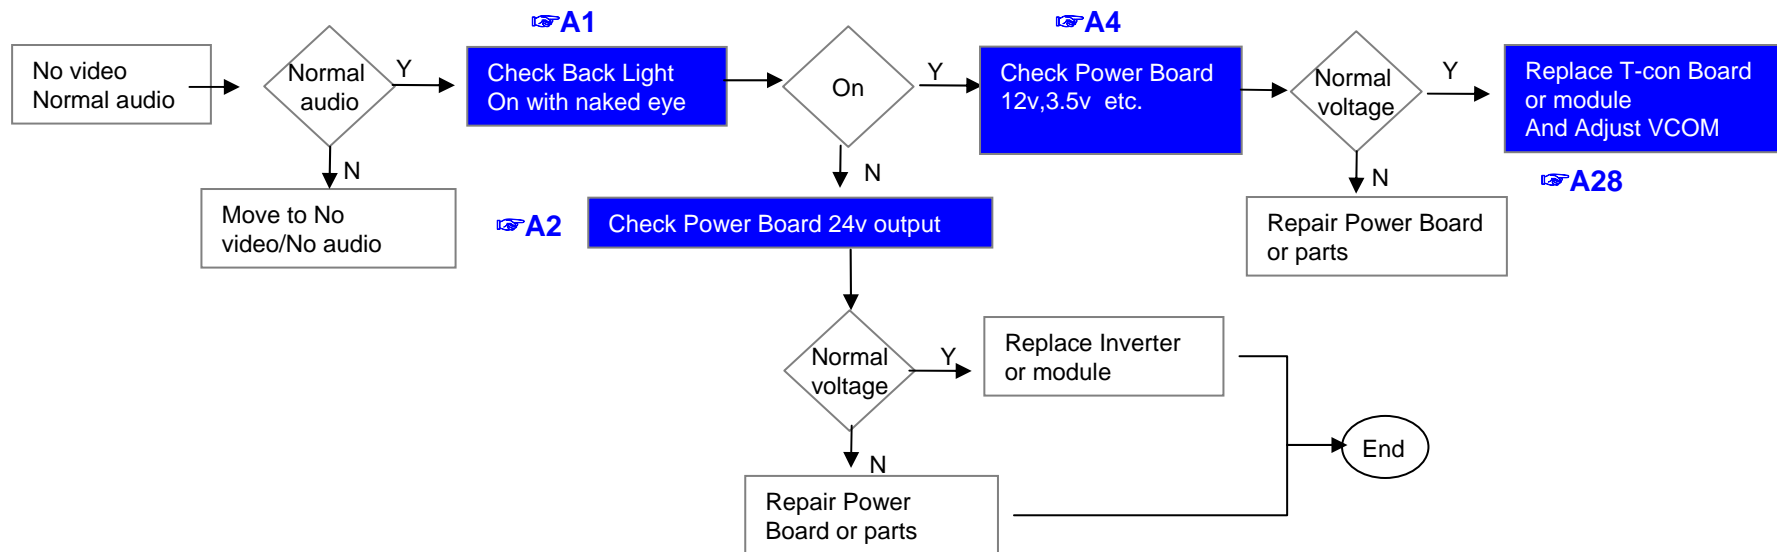 ☞A1
☞A4
No video
Normal audio
Normal
audio
Y
Check Back Light
On with naked eye
On
Y
Check Power Board
12v,3.5v  etc.
Normal
voltage
Y
Replace T-con Board
or module
And Adjust VCOM
N
Move to No
video/No audio
N
☞A2
Check Power Board 24v output
N
Repair Power Board
or parts
☞A28
Normal
voltage
Y
Replace Inverter
or module
N
Repair Power
Board or parts
End